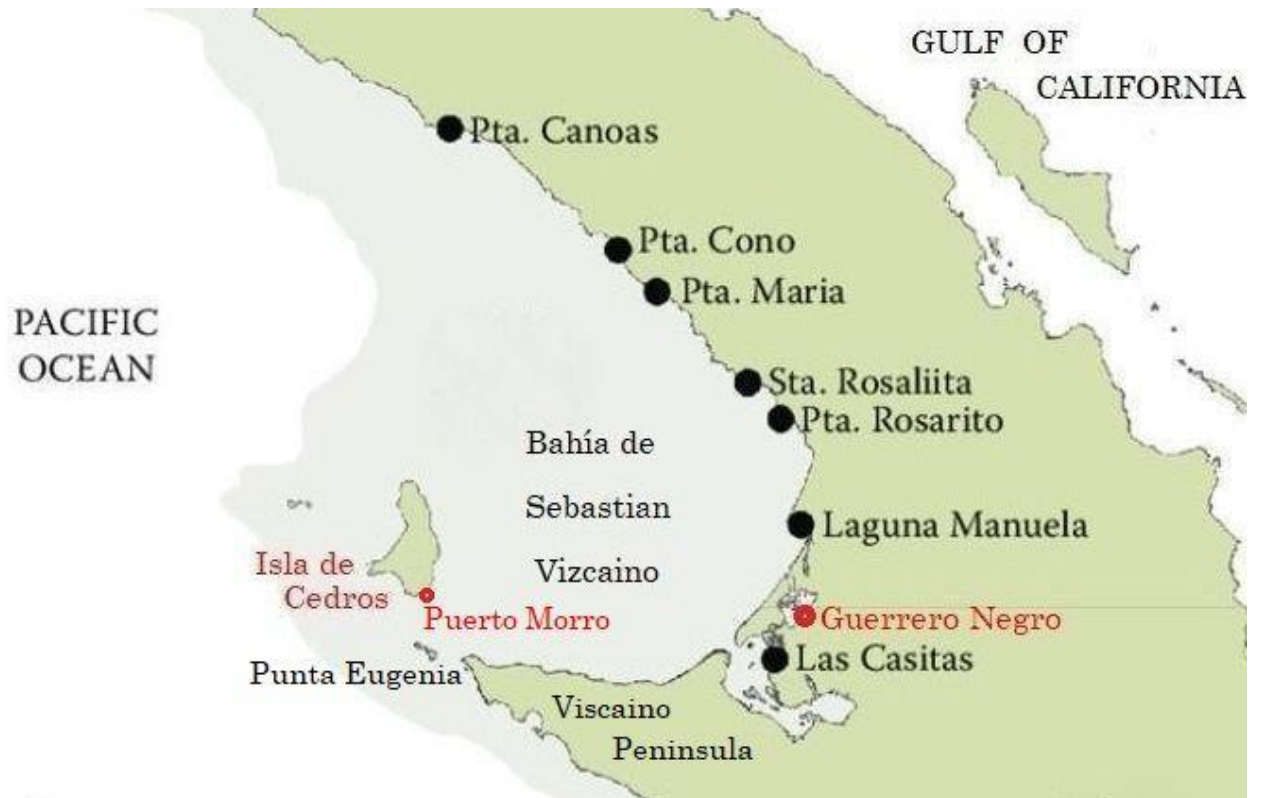 GULF OF
CALIFORNIA
Pta. Canoas
Pta. Cono
Pta. Maria
PACIFIC
OCEAN
Sta. Rosaliita
Pta. Rosarito
Bahía de
Sebastian
Vizcaino
Laguna Manuela
Isla de
Cedros
Puerto Morro
Guerrero Negro
Las Casitas
Punta Eugenia
Viscaino
Peninsula